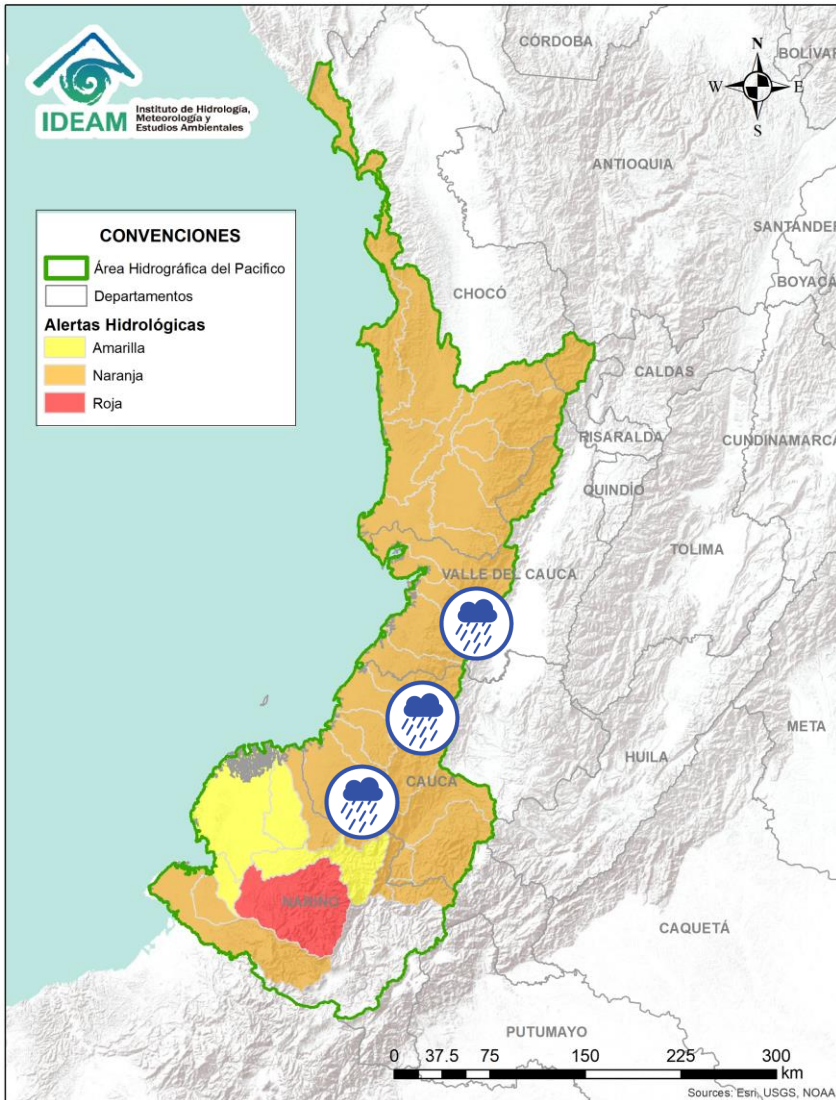 IDEAM
Instituto de Hidrología,
Meteorología y
Estudios Ambientales
CÓRDOBA
BOLÍVAR
N
W E
S
ANTIOQUIA
SANTANDER
BOYACÁ
CONVENCIONES
Área Hidrográfica del Pacifico
Departamentos
Alertas Hidrológicas
Amarilla
Naranja
Roja
CHOCÓ
CALDAS
RISARALDA
CUNDINAMARCA
QUINDÍO
TOLIMA
VALLE DEL CAUCA
META
HUILA
CAUCA
NARIÑO
CAQUETÁ
PUTUMAYO
0 37.5 75 150 225 300
km
Sources: Esri, USGS, NOAA